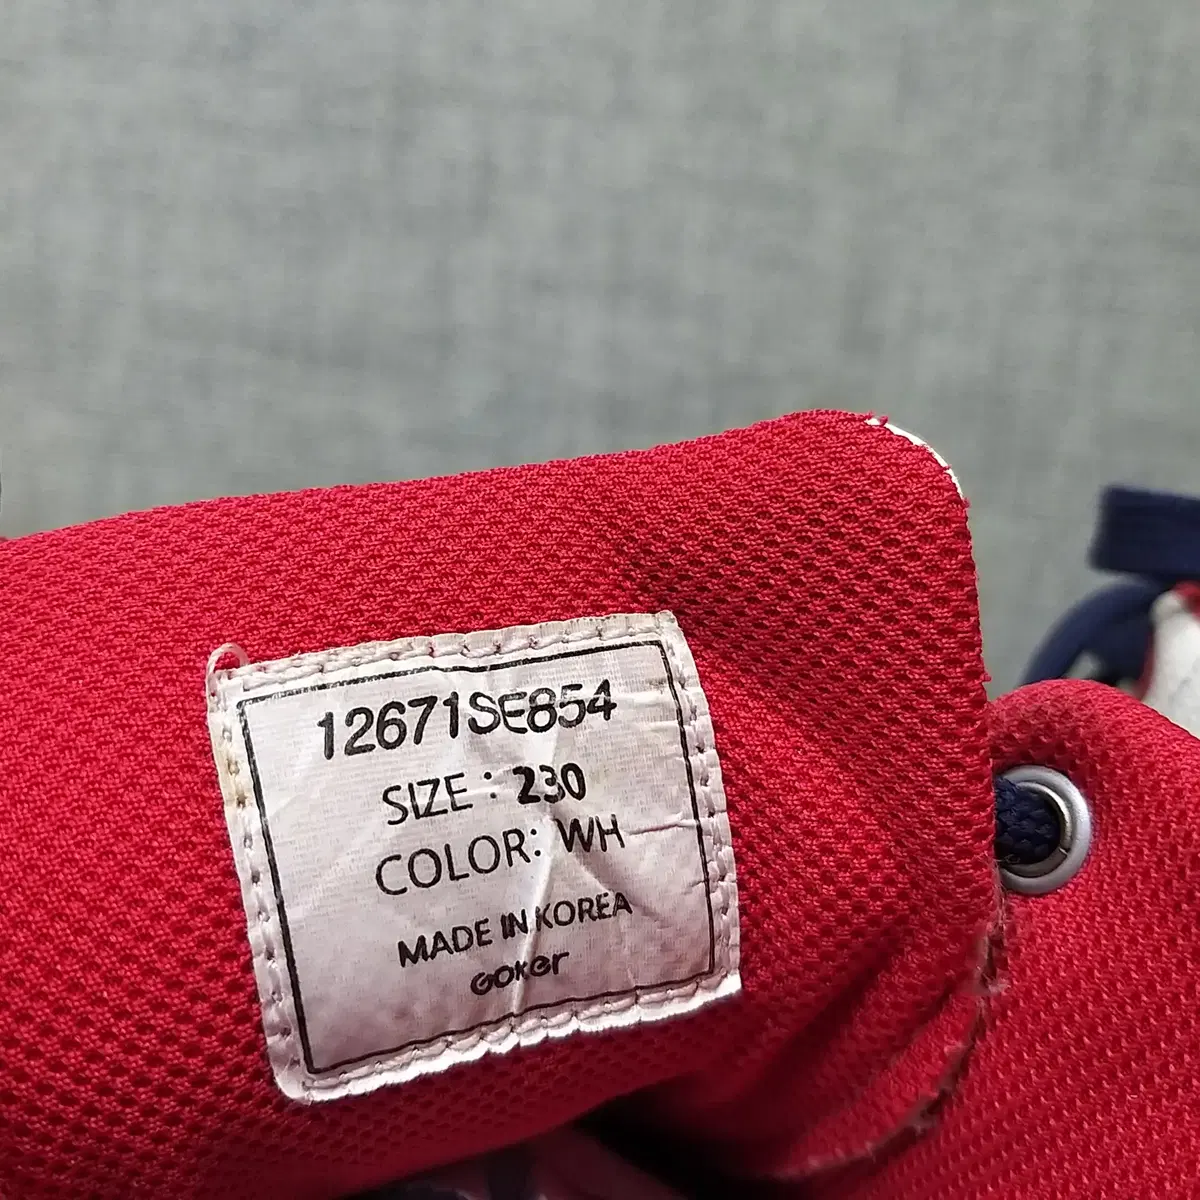 12671SE854
SIZE : 230
COLOR: WH
MADE IN KOREA
Goker